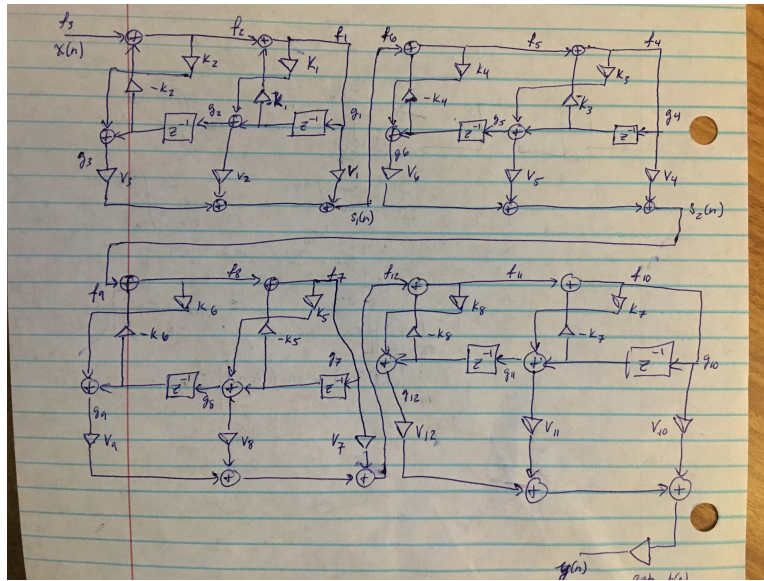 f3 f2 f1 f6 f5 f4
x(n) + + + +
K2 K1 K4 K3
-K2 -K1 -K4 -K3
g2 g1 g5 g4
+ z⁻¹ + z⁻¹ + z⁻¹ + z⁻¹
g3 g6
V3 V2 V1 V6 V5 V4
+ + + +
s1(n) s2(n)
f9 f8 f7 f12 f11 f10
+ + + +
K6 K5 K8 K7
-K6 -K5 -K8 -K7
g7 g11 g10
+ z⁻¹ g8 + z⁻¹ + z⁻¹ + z⁻¹
g9 g12
V9 V8 V7 V12 V11 V10
+ + + +
y(n)